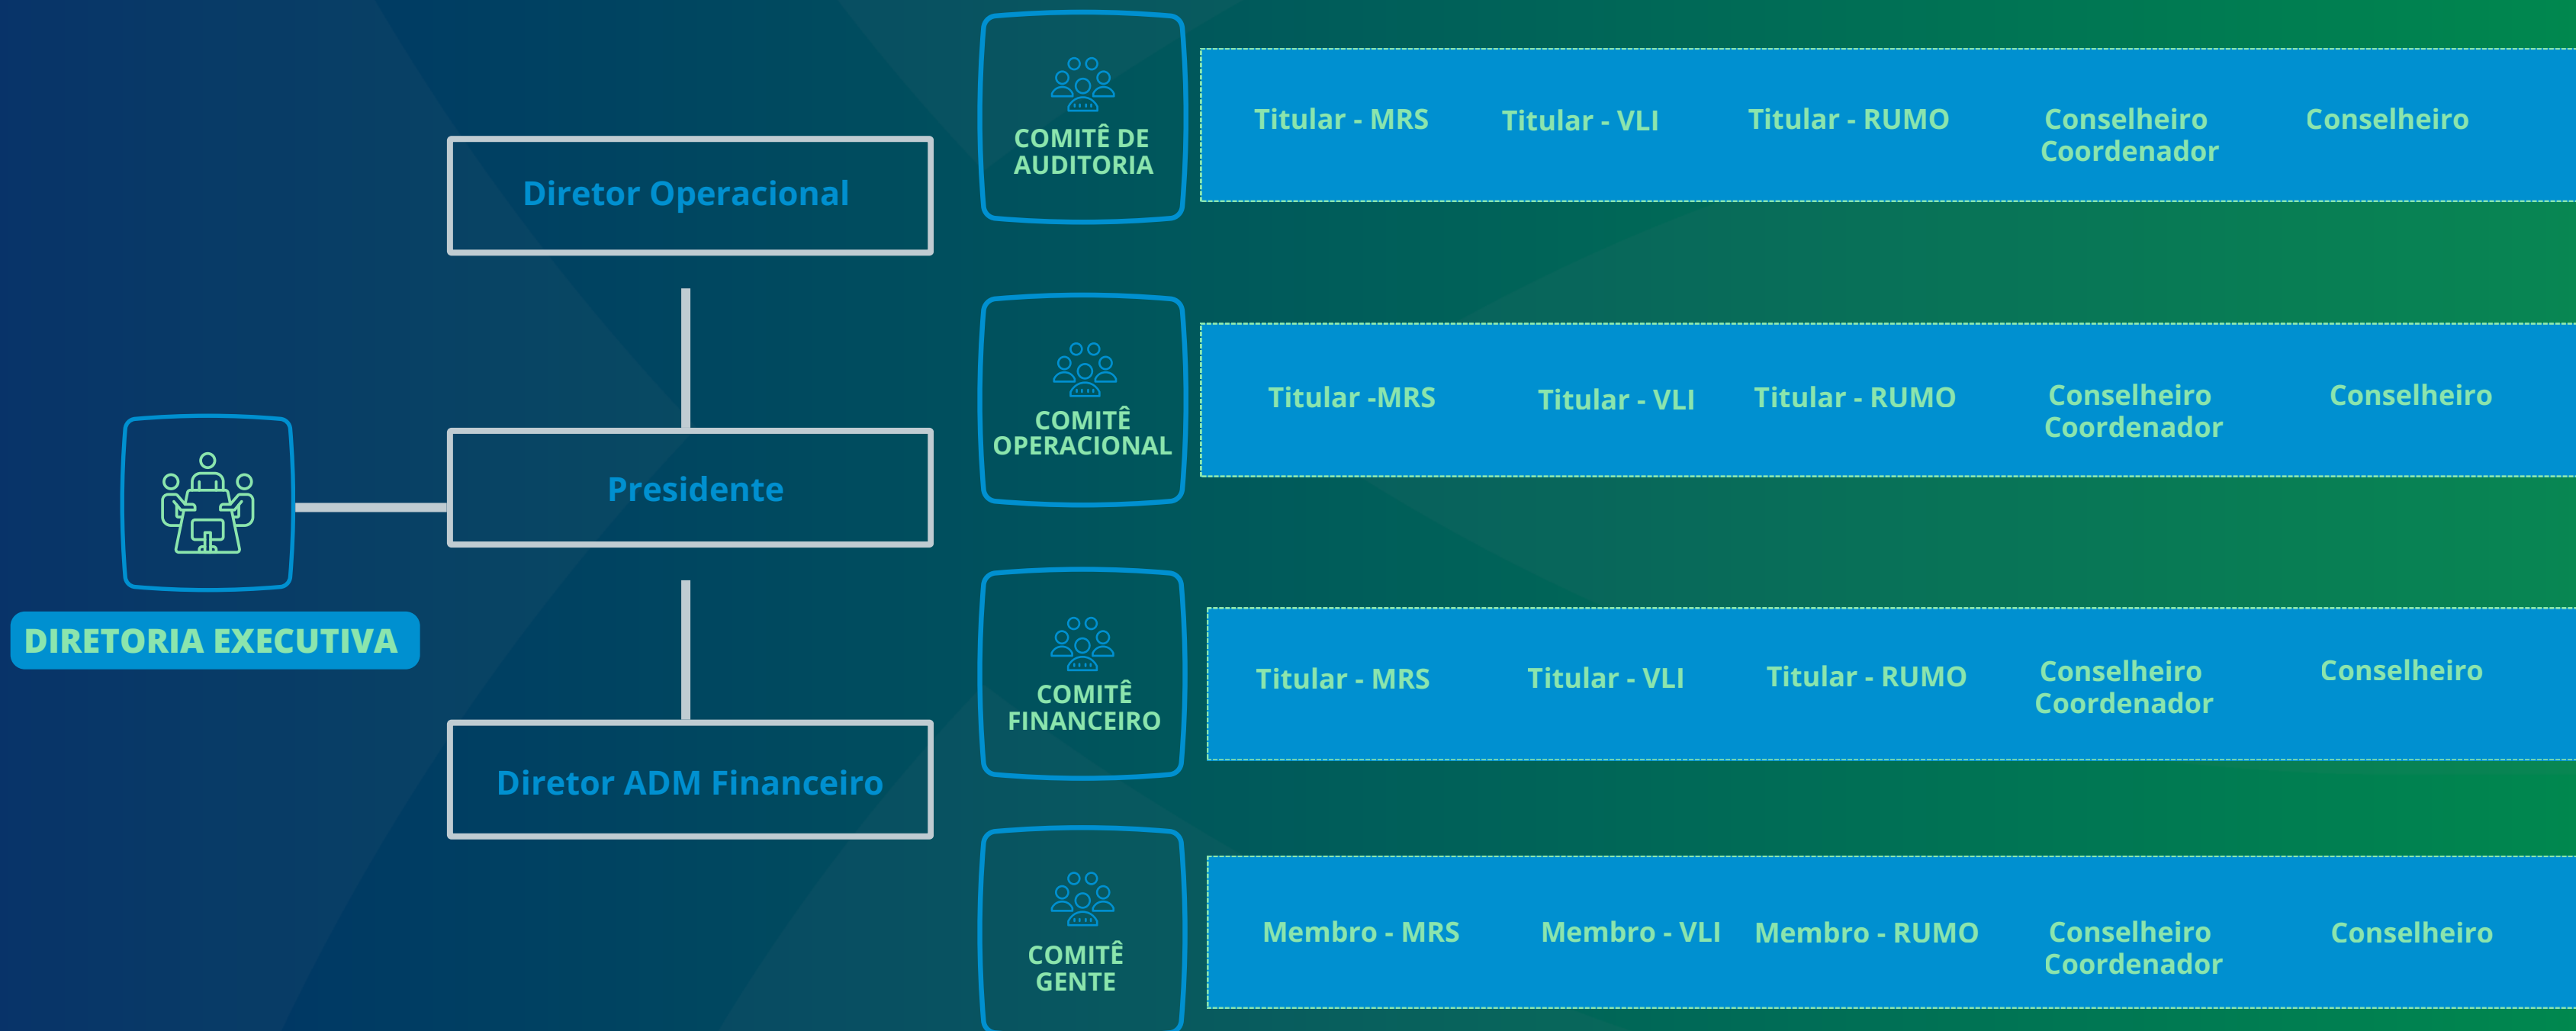 DIRETORIA EXECUTIVA
Diretor Operacional
Presidente
Diretor ADM Financeiro
COMITÊ DE
AUDITORIA
Titular - MRS
Titular - VLI
Titular - RUMO
Conselheiro
Coordenador
Conselheiro
COMITÊ
OPERACIONAL
Titular -MRS
Titular - VLI
Titular - RUMO
Conselheiro
Coordenador
Conselheiro
COMITÊ
FINANCEIRO
Titular - MRS
Titular - VLI
Titular - RUMO
Conselheiro
Coordenador
Conselheiro
COMITÊ
GENTE
Membro - MRS
Membro - VLI
Membro - RUMO
Conselheiro
Coordenador
Conselheiro